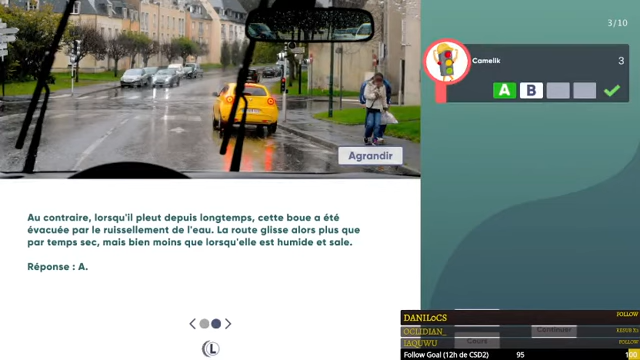 3/10
Camelik
3
A
B
Agrandir
Au contraire, lorsqu'il pleut depuis longtemps, cette boue a été
évacuée par le ruissellement de l'eau. La route glisse alors plus que
par temps sec, mais bien moins que lorsqu'elle est humide et sale.
Réponse : A.
L
DANILoCS FOLLOW
OCLIDIAN_
Continuer
IAQUWU FOLLOW
Cours
Follow Goal (12h de CSD2) 95 100